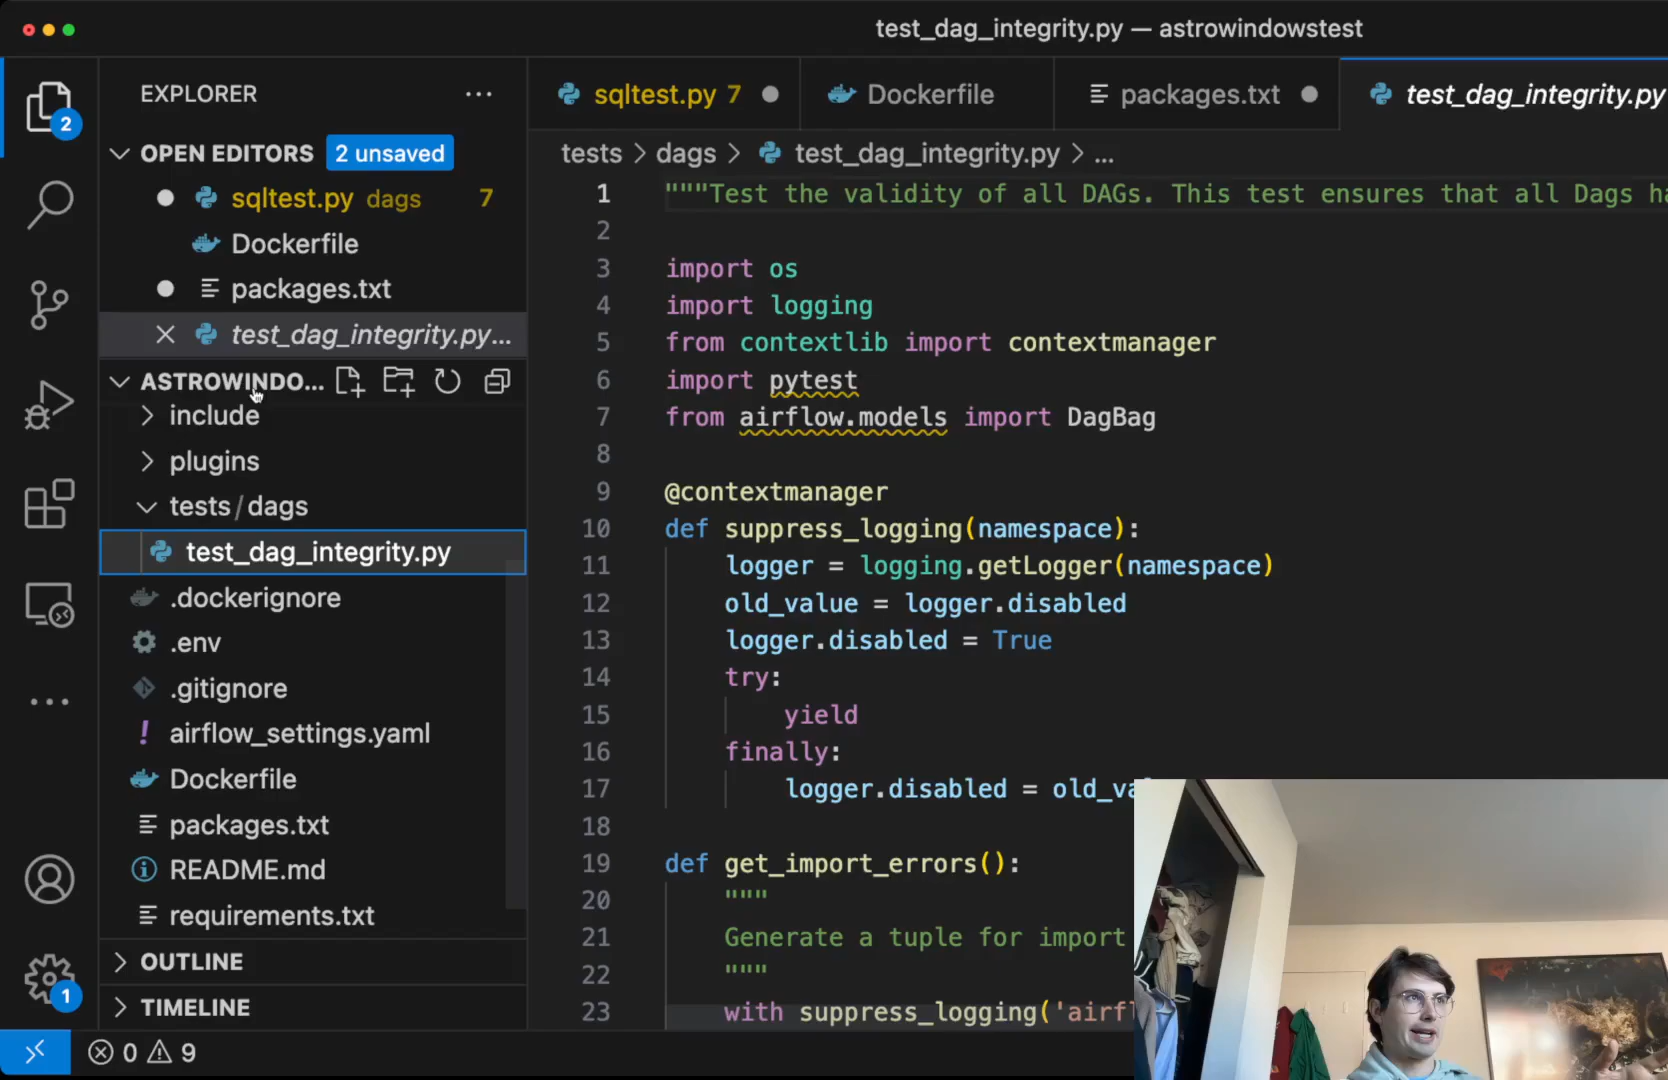 test_dag_integrity.py — astrowindowstest
EXPLORER
2
OPEN EDITORS 2 unsaved
sqltest.py dags 7
Dockerfile
packages.txt
test_dag_integrity.py...
ASTROWINDO...
include
plugins
tests/dags
test_dag_integrity.py
.dockerignore
.env
.gitignore
airflow_settings.yaml
Dockerfile
packages.txt
README.md
requirements.txt
OUTLINE
1
TIMELINE
0 9
sqltest.py 7
Dockerfile
packages.txt
test_dag_integrity.py
tests > dags > test_dag_integrity.py > ...
1 """Test the validity of all DAGs. This test ensures that all Dags ha
2
3 import os
4 import logging
5 from contextlib import contextmanager
6 import pytest
7 from airflow.models import DagBag
8
9 @contextmanager
10 def suppress_logging(namespace):
11 logger = logging.getLogger(namespace)
12 old_value = logger.disabled
13 logger.disabled = True
14 try:
15 yield
16 finally:
17 logger.disabled = old_va
18
19 def get_import_errors():
20 """
21 Generate a tuple for import
22 """
23 with suppress_logging('airfl